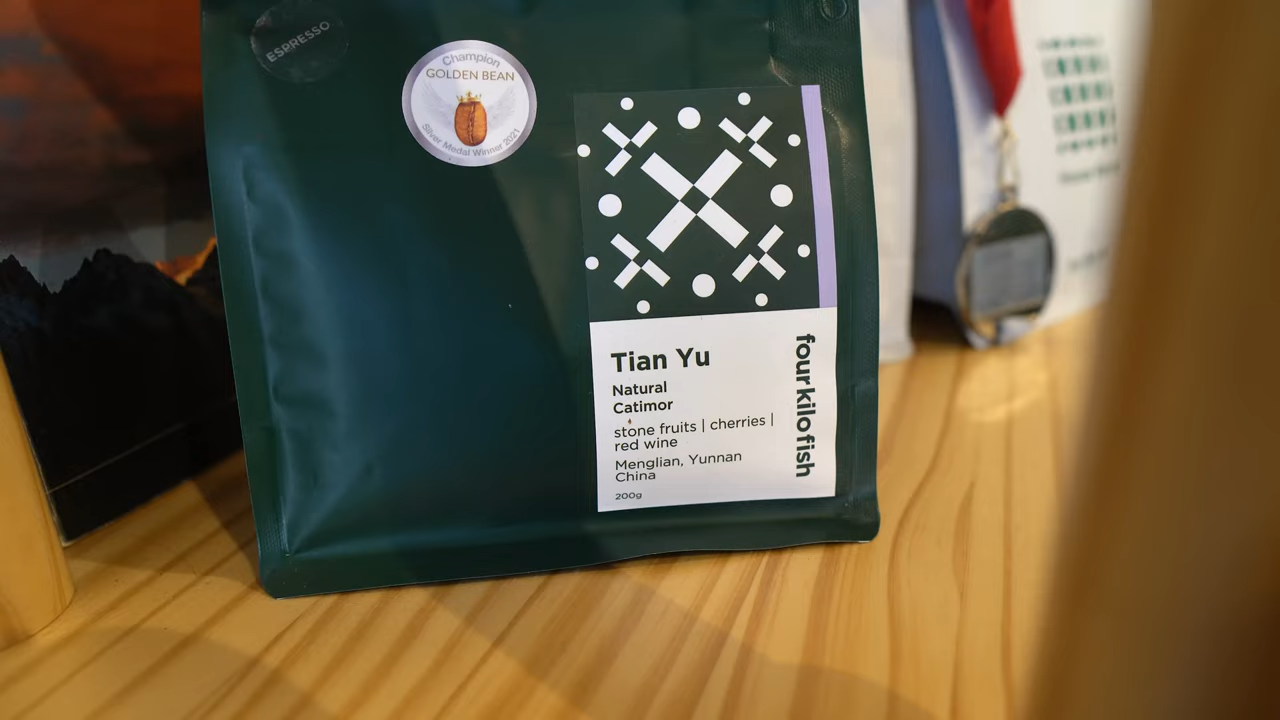 ESPRESSO
Champion
GOLDEN BEAN
Silver Medal Winner 2021
Tian Yu
Natural
Catimor
stone fruits | cherries |
red wine
Menglian, Yunnan
China
200g
fourkilofish